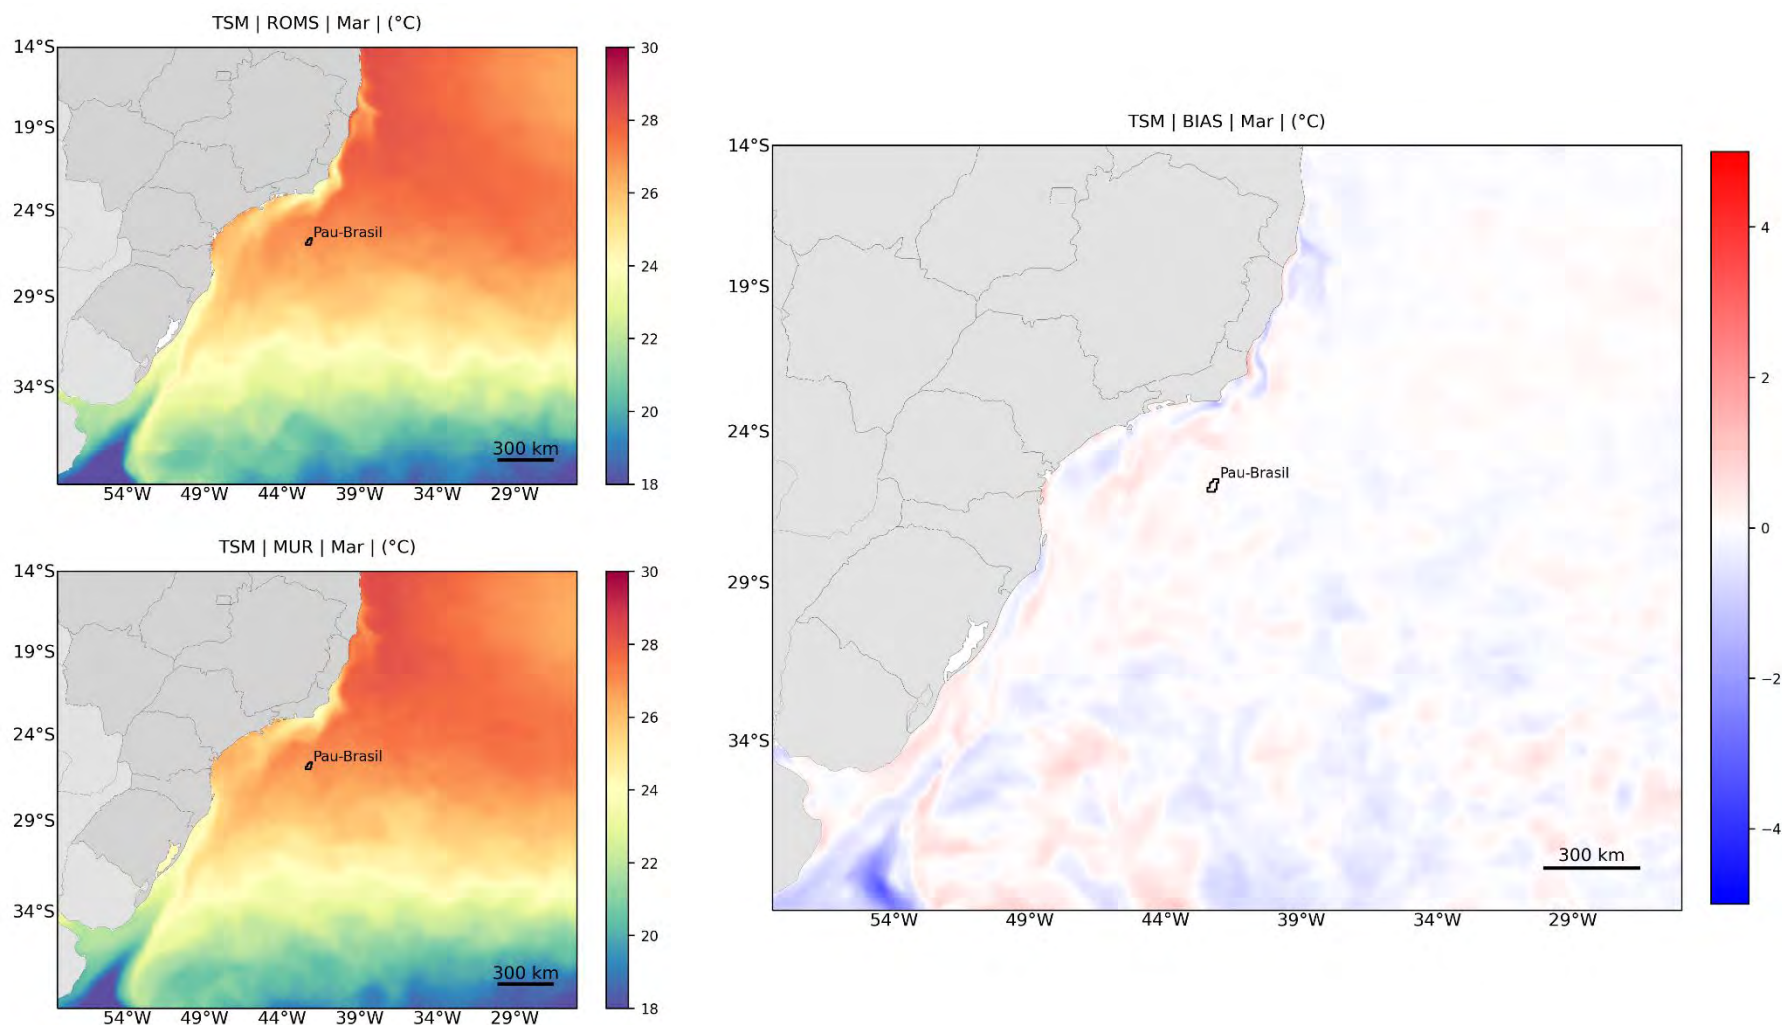 TSM | ROMS | Mar | (°C)
14°S
19°S
24°S
29°S
34°S
54°W 49°W 44°W 39°W 34°W 29°W
Pau-Brasil
300 km
30
28
26
24
22
20
18
TSM | MUR | Mar | (°C)
14°S
19°S
24°S
29°S
34°S
54°W 49°W 44°W 39°W 34°W 29°W
Pau-Brasil
300 km
30
28
26
24
22
20
18
TSM | BIAS | Mar | (°C)
14°S
19°S
24°S
29°S
34°S
54°W 49°W 44°W 39°W 34°W 29°W
Pau-Brasil
300 km
4
2
0
−2
−4